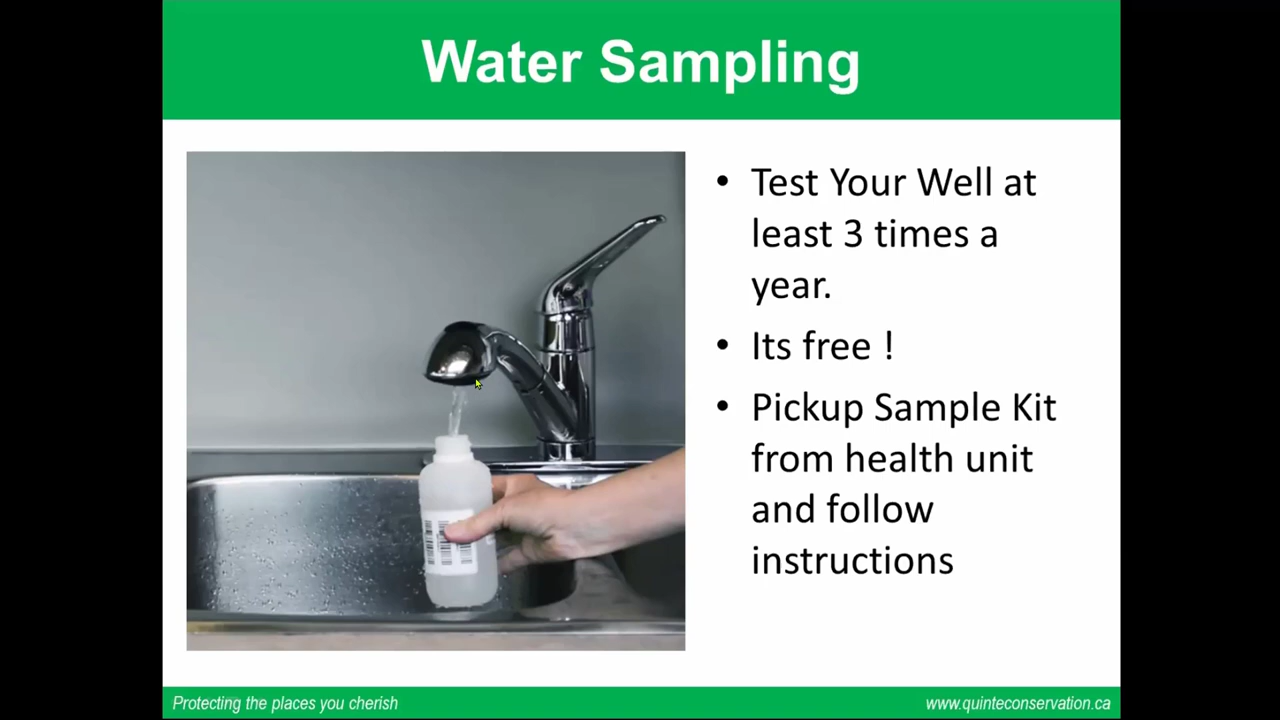 Water Sampling
• Test Your Well at
least 3 times a
year.
• Its free !
• Pickup Sample Kit
from health unit
and follow
instructions
Protecting the places you cherish
www.quinteconservation.ca